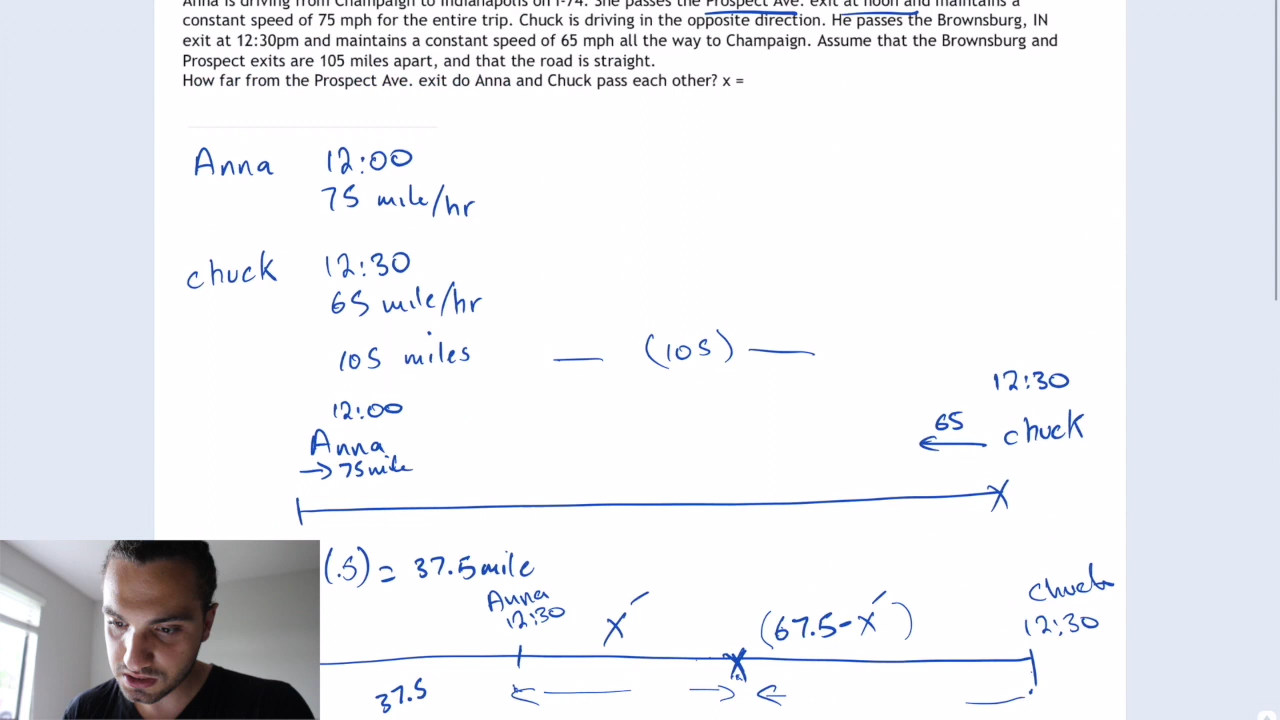 Anna is driving from Champaign to Indianapolis on I-74. She passes the Prospect Ave. exit at noon and maintains a
constant speed of 75 mph for the entire trip. Chuck is driving in the opposite direction. He passes the Brownsburg, IN
exit at 12:30pm and maintains a constant speed of 65 mph all the way to Champaign. Assume that the Brownsburg and
Prospect exits are 105 miles apart, and that the road is straight.
How far from the Prospect Ave. exit do Anna and Chuck pass each other? x =
Anna 12:00
75 mile/hr
chuck 12:30
65 mile/hr
105 miles — (105) —
12:30
12:00
65 chuck
Anna
→ 75 mile
(.5) = 37.5 mile
Anna
12:30
x´
(67.5-x´)
Chuck
12:30
37.5